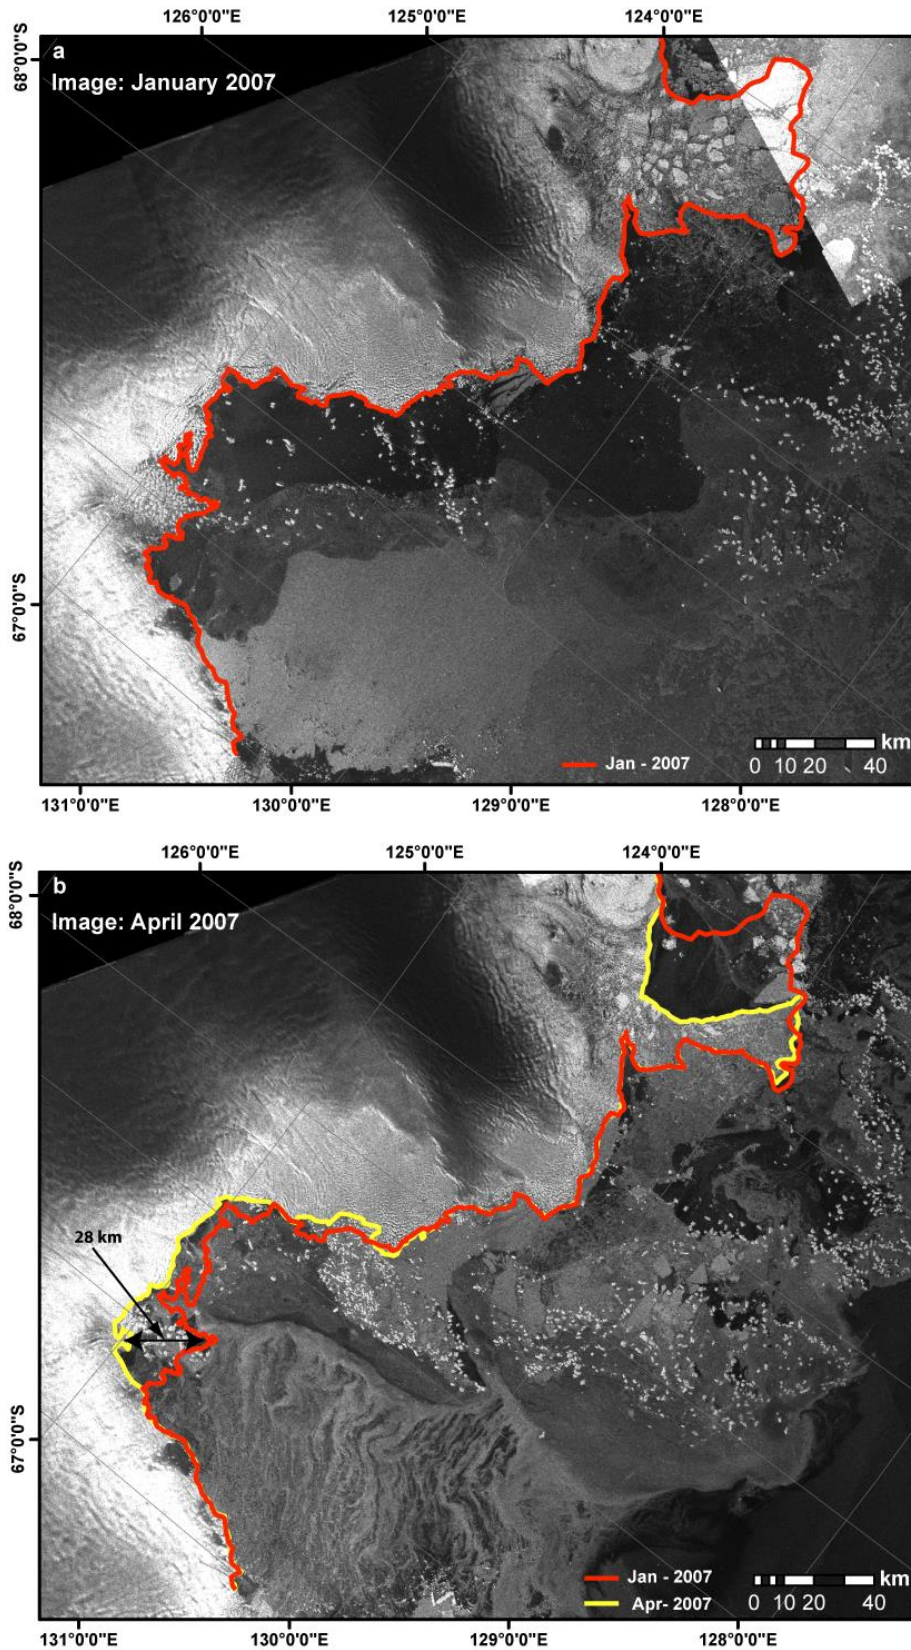 126°0'0"E 125°0'0"E 124°0'0"E
68°0'0"S
a
Image: January 2007
67°0'0"S
km
Jan - 2007
0 10 20 40
131°0'0"E 130°0'0"E 129°0'0"E 128°0'0"E
126°0'0"E 125°0'0"E 124°0'0"E
68°0'0"S
b
Image: April 2007
28 km
67°0'0"S
Jan - 2007 km
Apr- 2007 0 10 20 40
131°0'0"E 130°0'0"E 129°0'0"E 128°0'0"E